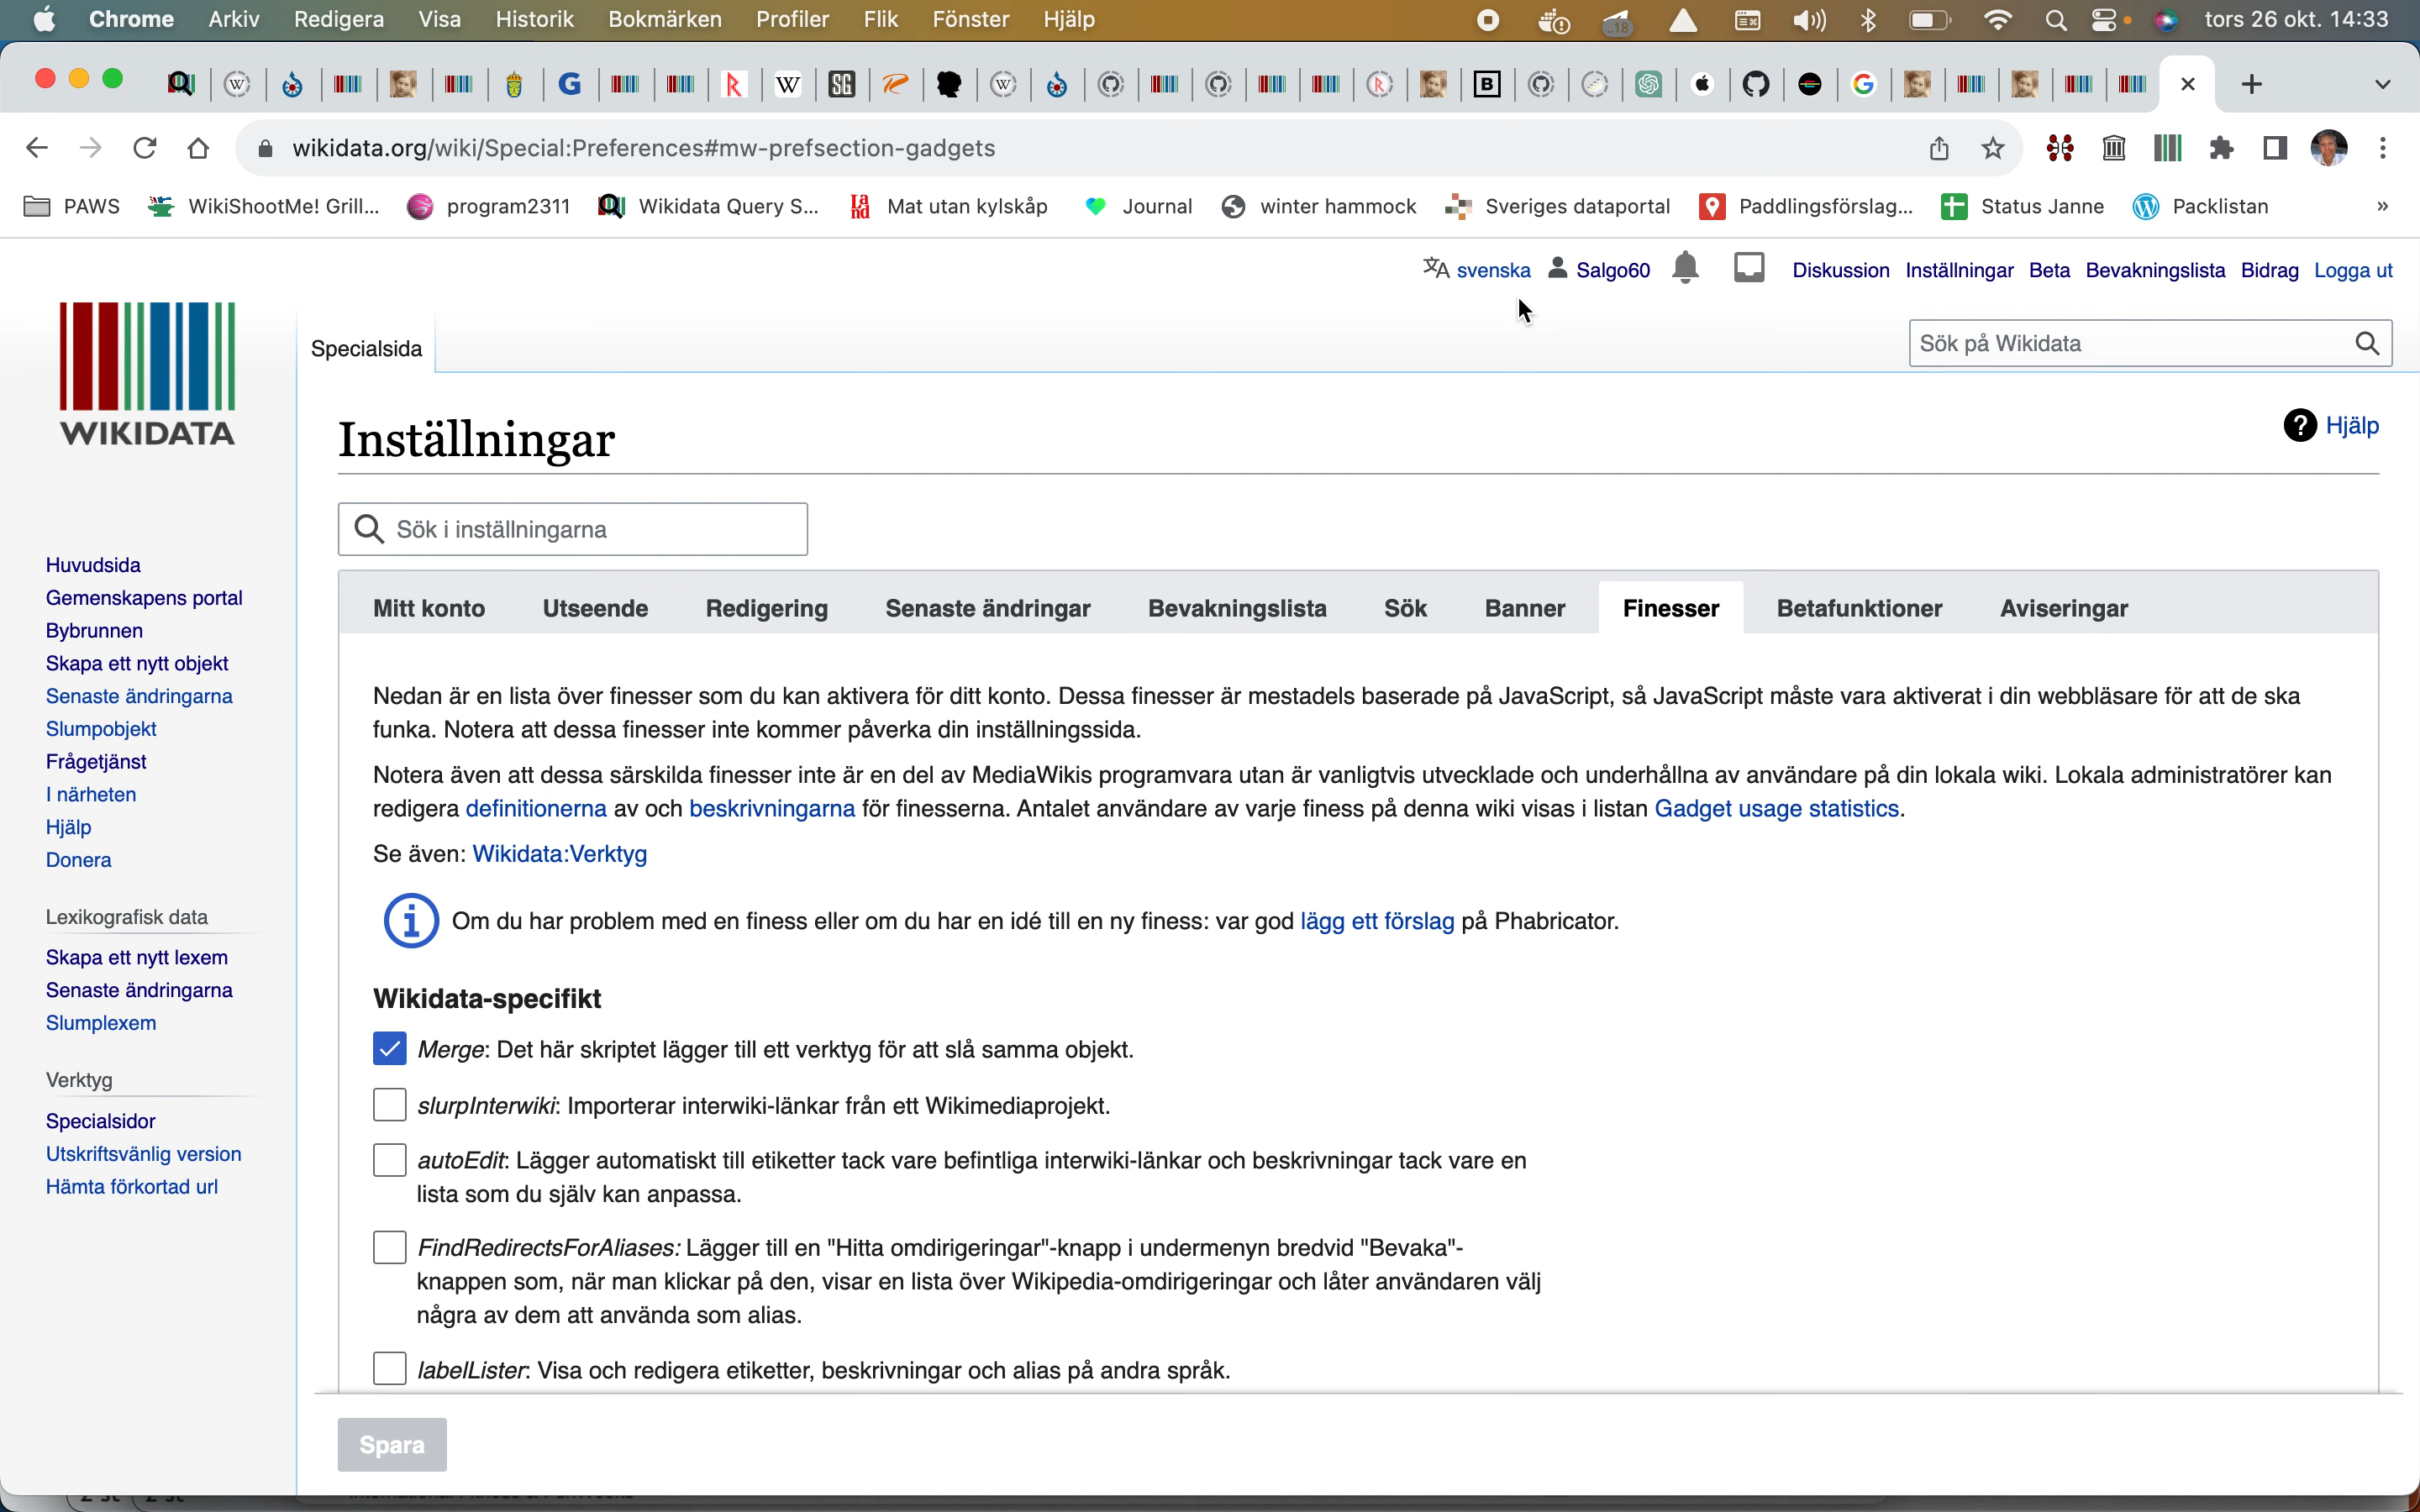 Chrome Arkiv Redigera Visa Historik Bokmärken Profiler Flik Fönster Hjälp tors 26 okt. 14:33
wikidata.org/wiki/Special:Preferences#mw-prefsection-gadgets
PAWS WikiShootMe! Grill... program2311 Wikidata Query S... Mat utan kylskåp Journal winter hammock Sveriges dataportal Paddlingsförslag... Status Janne Packlistan »
svenska Salgo60 Diskussion Inställningar Beta Bevakningslista Bidrag Logga ut
WIKIDATA
Specialsida
Sök på Wikidata
Inställningar
Hjälp
Sök i inställningarna
Huvudsida
Gemenskapens portal
Bybrunnen
Skapa ett nytt objekt
Senaste ändringarna
Slumpobjekt
Frågetjänst
I närheten
Hjälp
Donera
Lexikografisk data
Skapa ett nytt lexem
Senaste ändringarna
Slumplexem
Verktyg
Specialsidor
Utskriftsvänlig version
Hämta förkortad url
Mitt konto Utseende Redigering Senaste ändringar Bevakningslista Sök Banner Finesser Betafunktioner Aviseringar
Nedan är en lista över finesser som du kan aktivera för ditt konto. Dessa finesser är mestadels baserade på JavaScript, så JavaScript måste vara aktiverat i din webbläsare för att de ska
funka. Notera att dessa finesser inte kommer påverka din inställningssida.
Notera även att dessa särskilda finesser inte är en del av MediaWikis programvara utan är vanligtvis utvecklade och underhållna av användare på din lokala wiki. Lokala administratörer kan
redigera definitionerna av och beskrivningarna för finesserna. Antalet användare av varje finess på denna wiki visas i listan Gadget usage statistics.
Se även: Wikidata:Verktyg
Om du har problem med en finess eller om du har en idé till en ny finess: var god lägg ett förslag på Phabricator.
Wikidata-specifikt
Merge: Det här skriptet lägger till ett verktyg för att slå samma objekt.
slurpInterwiki: Importerar interwiki-länkar från ett Wikimediaprojekt.
autoEdit: Lägger automatiskt till etiketter tack vare befintliga interwiki-länkar och beskrivningar tack vare en
lista som du själv kan anpassa.
FindRedirectsForAliases: Lägger till en "Hitta omdirigeringar"-knapp i undermenyn bredvid "Bevaka"-
knappen som, när man klickar på den, visar en lista över Wikipedia-omdirigeringar och låter användaren välj
några av dem att använda som alias.
labelLister: Visa och redigera etiketter, beskrivningar och alias på andra språk.
Spara